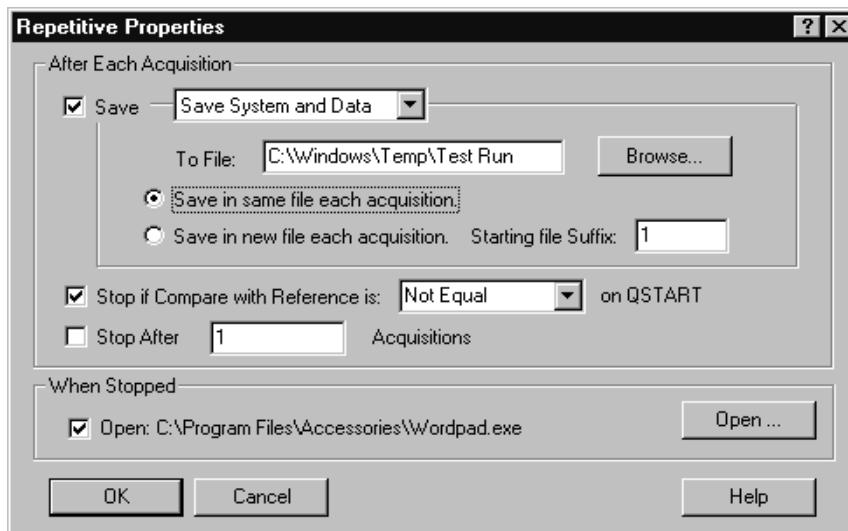 Repetitive Properties
After Each Acquisition
Save Save System and Data
To File: C:\Windows\Temp\Test Run Browse...
Save in same file each acquisition.
Save in new file each acquisition. Starting file Suffix: 1
Stop if Compare with Reference is: Not Equal on QSTART
Stop After 1 Acquisitions
When Stopped
Open: C:\Program Files\Accessories\Wordpad.exe Open ...
OK Cancel Help